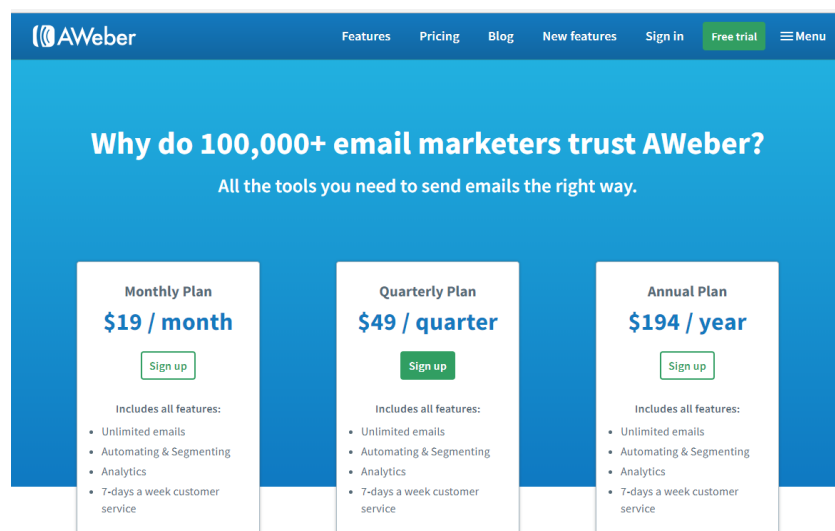 AWeber
Features Pricing Blog New features Sign in Free trial Menu
Why do 100,000+ email marketers trust AWeber?
All the tools you need to send emails the right way.
Monthly Plan
$19 / month
Sign up
Includes all features:
• Unlimited emails
• Automating & Segmenting
• Analytics
• 7-days a week customer
service
Quarterly Plan
$49 / quarter
Sign up
Includes all features:
• Unlimited emails
• Automating & Segmenting
• Analytics
• 7-days a week customer
service
Annual Plan
$194 / year
Sign up
Includes all features:
• Unlimited emails
• Automating & Segmenting
• Analytics
• 7-days a week customer
service